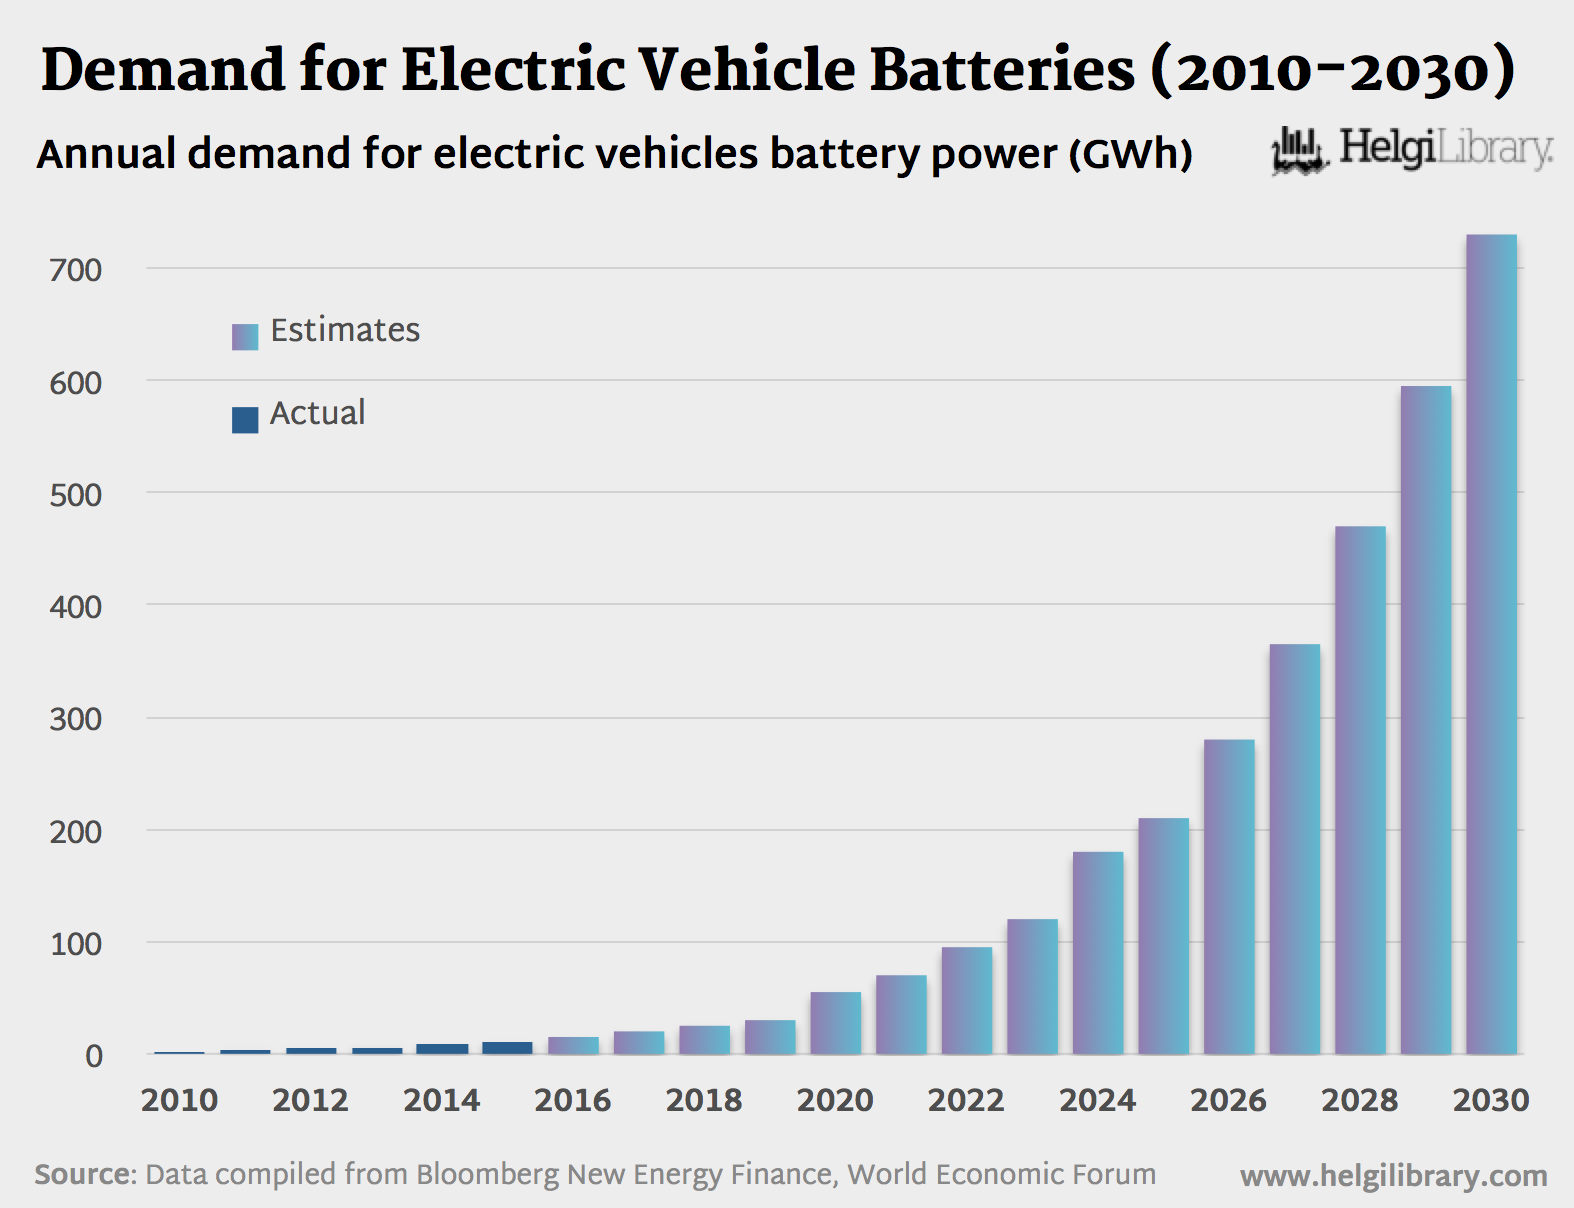 Demand for Electric Vehicle Batteries (2010-2030)
Annual demand for electric vehicles battery power (GWh)
HelgiLibrary.
700
Estimates
600
Actual
500
400
300
200
100
0
2010 2012 2014 2016 2018 2020 2022 2024 2026 2028 2030
Source: Data compiled from Bloomberg New Energy Finance, World Economic Forum
www.helgilibrary.com